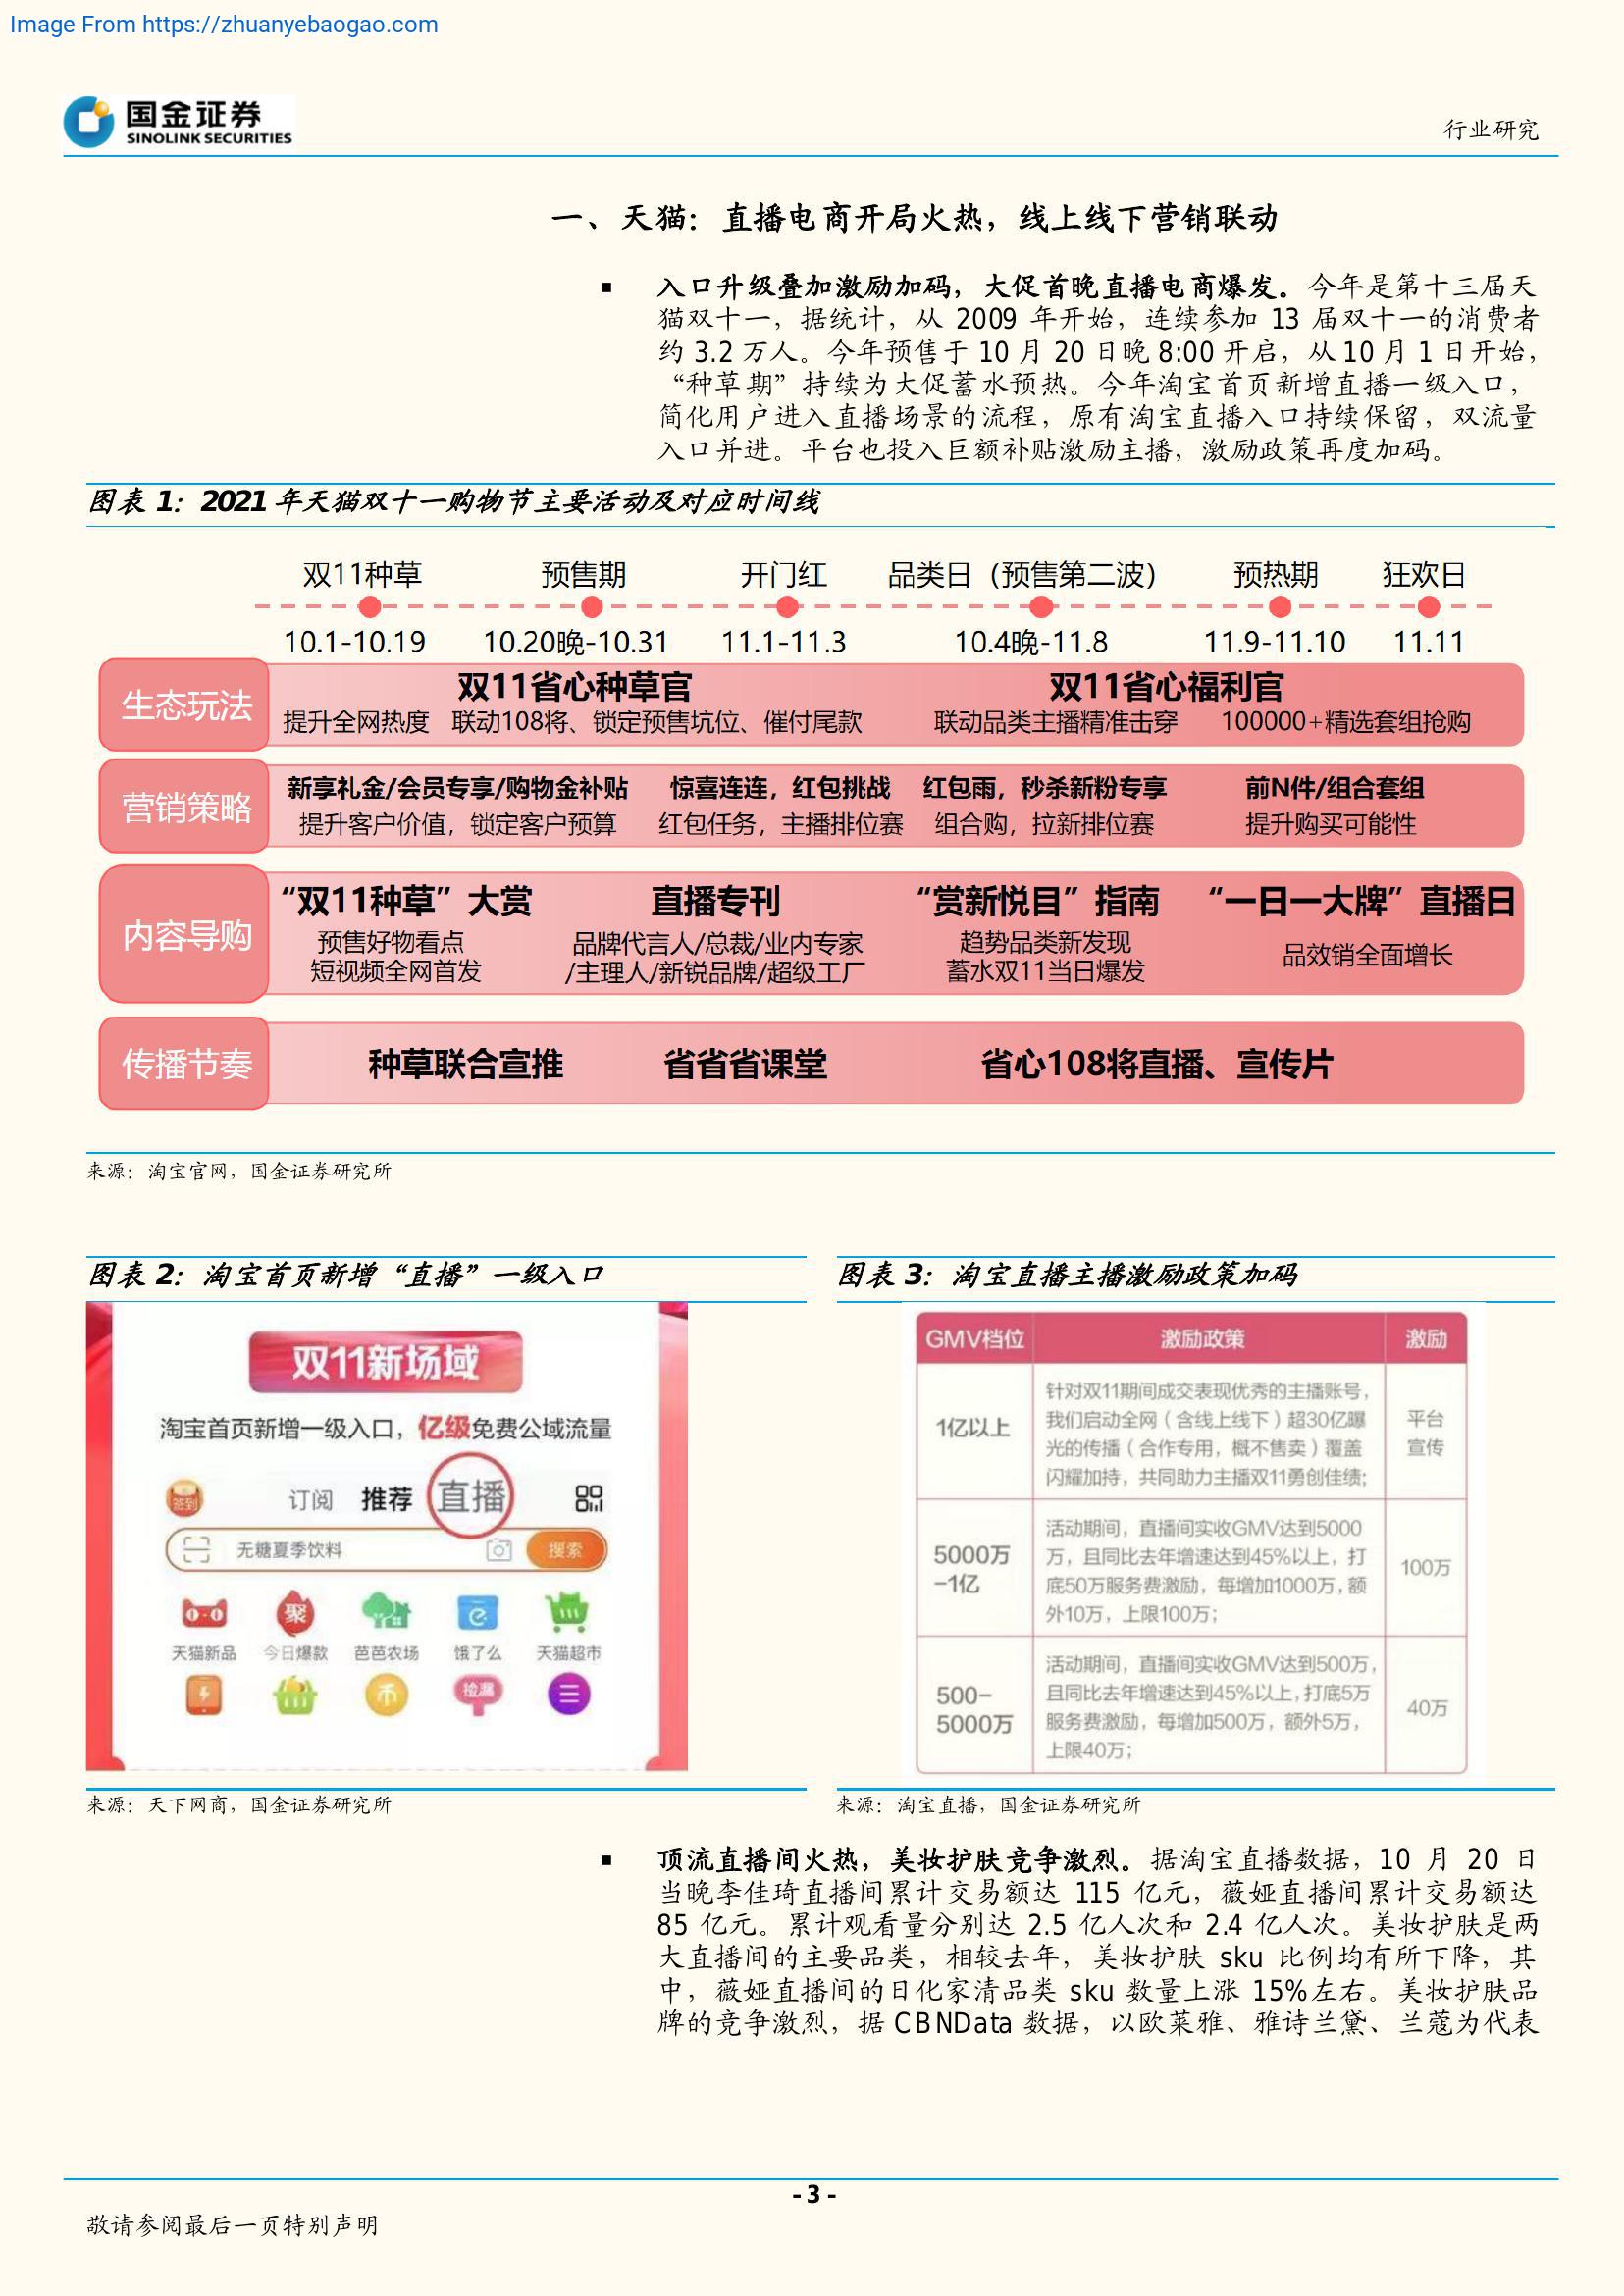 Image From https://zhuanyebaogao.com
国金证券
SINOLINK SECURITIES
行业研究
一、天猫：直播电商开局火热，线上线下营销联动
■ 入口升级叠加激励加码，大促首晚直播电商爆发。今年是第十三届天
猫双十一，据统计，从 2009 年开始，连续参加 13 届双十一的消费者
约 3.2 万人。今年预售于 10 月 20 日晚 8:00 开启，从 10 月 1 日开始，
“种草期”持续为大促蓄水预热。今年淘宝首页新增直播一级入口，
简化用户进入直播场景的流程，原有淘宝直播入口持续保留，双流量
入口并进。平台也投入巨额补贴激励主播，激励政策再度加码。
图表 1：2021 年天猫双十一购物节主要活动及对应时间线
双11种草 预售期 开门红 品类日（预售第二波） 预热期 狂欢日
10.1-10.19 10.20晚-10.31 11.1-11.3 10.4晚-11.8 11.9-11.10 11.11
生态玩法
双11省心种草官 双11省心福利官
提升全网热度 联动108将、锁定预售坑位、催付尾款 联动品类主播精准击穿 100000+精选套组抢购
营销策略
新享礼金/会员专享/购物金补贴 惊喜连连，红包挑战 红包雨，秒杀新粉专享 前N件/组合套组
提升客户价值，锁定客户预算 红包任务，主播排位赛 组合购，拉新排位赛 提升购买可能性
内容导购
“双11种草”大赏 直播专刊 “赏新悦目”指南 “一日一大牌”直播日
预售好物看点 品牌代言人/总裁/业内专家 趋势品类新发现 品效销全面增长
短视频全网首发 /主理人/新锐品牌/超级工厂 蓄水双11当日爆发
传播节奏
种草联合宣推 省省省课堂 省心108将直播、宣传片
来源：淘宝官网，国金证券研究所
图表 2：淘宝首页新增“直播”一级入口
双11新场域
淘宝首页新增一级入口，亿级免费公域流量
签到 订阅 推荐 直播
无糖夏季饮料 搜索
聚
天猫新品 今日爆款 芭芭农场 饿了么 天猫超市
币 捡漏
来源：天下网商，国金证券研究所
图表 3：淘宝直播主播激励政策加码
GMV档位 激励政策 激励
1亿以上
针对双11期间成交表现优秀的主播账号，
我们启动全网（含线上线下）超30亿曝
光的传播（合作专用，概不售卖）覆盖
闪耀加持，共同助力主播双11勇创佳绩；
平台
宣传
5000万
-1亿
活动期间，直播间实收GMV达到5000
万，且同比去年增速达到45%以上，打
底50万服务费激励，每增加1000万，额
外10万，上限100万；
100万
500-
5000万
活动期间，直播间实收GMV达到500万，
且同比去年增速达到45%以上，打底5万
服务费激励，每增加500万，额外5万，
上限40万；
40万
来源：淘宝直播，国金证券研究所
■ 顶流直播间火热，美妆护肤竞争激烈。据淘宝直播数据，10 月 20 日
当晚李佳琦直播间累计交易额达 115 亿元，薇娅直播间累计交易额达
85 亿元。累计观看量分别达 2.5 亿人次和 2.4 亿人次。美妆护肤是两
大直播间的主要品类，相较去年，美妆护肤 sku 比例均有所下降，其
中，薇娅直播间的日化家清品类 sku 数量上涨 15%左右。美妆护肤品
牌的竞争激烈，据 CBNData 数据，以欧莱雅、雅诗兰黛、兰蔻为代表
- 3 -
敬请参阅最后一页特别声明